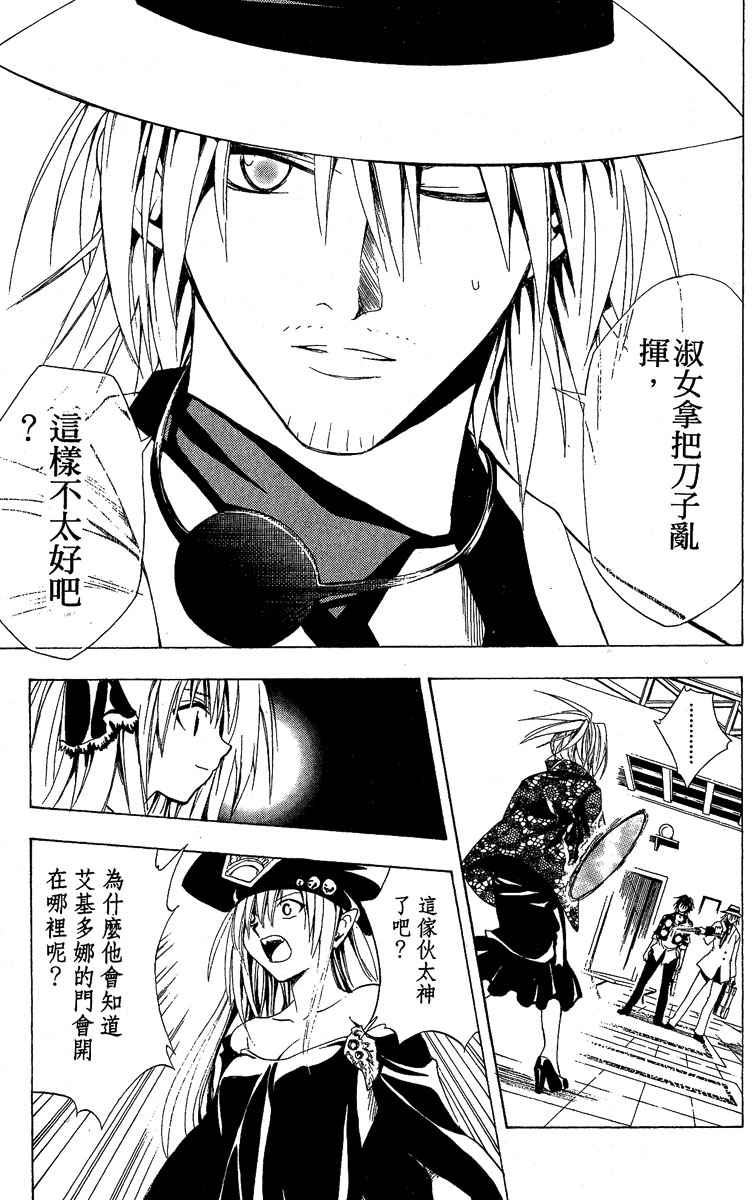 淑女拿把刀子亂
揮，
這樣不太好吧
？
………
這傢伙太神
了吧？
為什麼他會知道
艾基多娜的門會開
在哪裡呢？